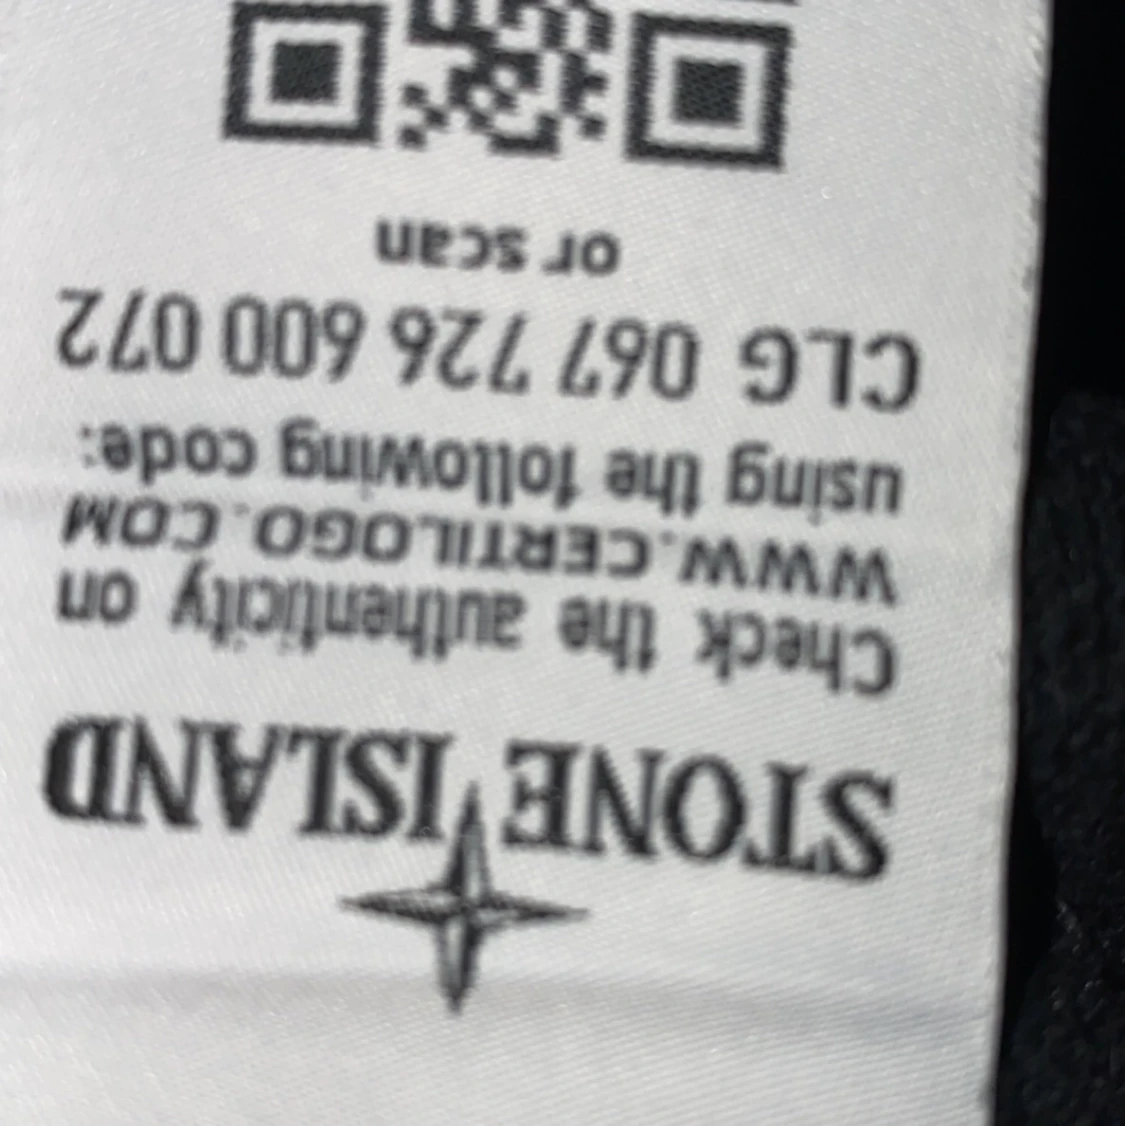 STONE ISLAND
Check the authenticity on
WWW.CERTILOGO.COM
using the following code:
CLG 067 726 600 072
or scan